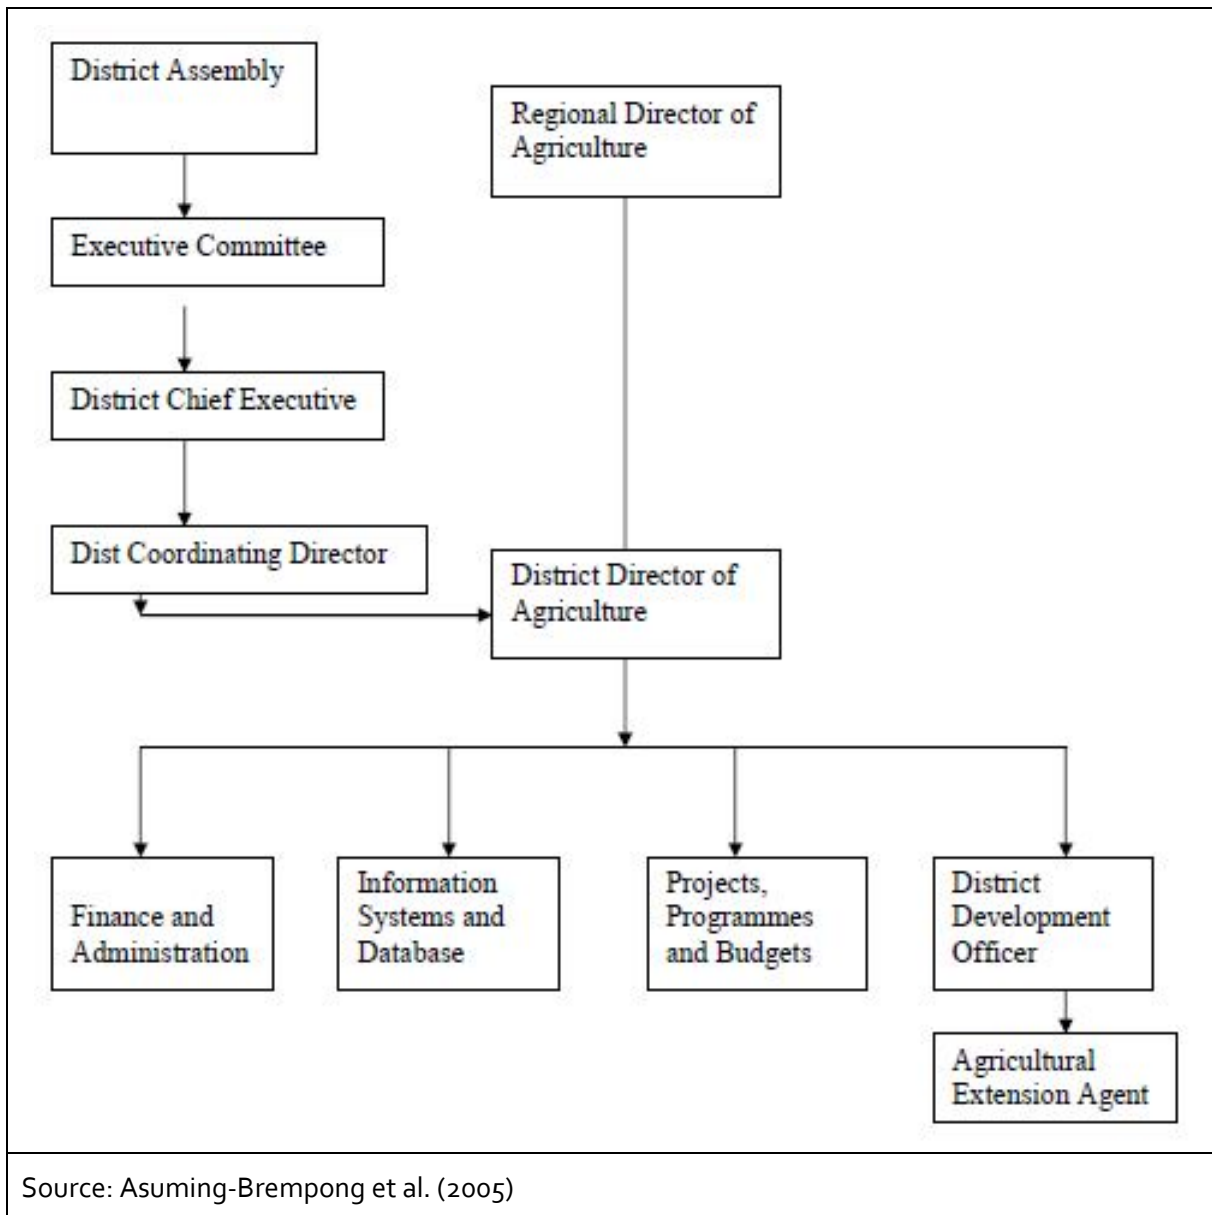 District Assembly
Regional Director of
Agriculture
Executive Committee
District Chief Executive
Dist Coordinating Director
District Director of
Agriculture
Finance and
Administration
Information
Systems and
Database
Projects,
Programmes
and Budgets
District
Development
Officer
Agricultural
Extension Agent
Source: Asuming-Brempong et al. (2005)